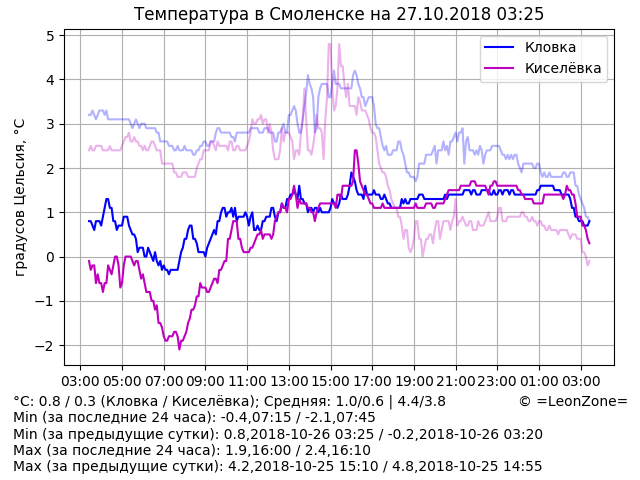 Температура в Смоленске на 27.10.2018 03:25
5
4
3
2
1
0
−1
−2
градусов Цельсия, °C
Кловка
Киселёвка
03:00 05:00 07:00 09:00 11:00 13:00 15:00 17:00 19:00 21:00 23:00 01:00 03:00
°C: 0.8 / 0.3 (Кловка / Киселёвка); Средняя: 1.0/0.6 | 4.4/3.8 © =LeonZone=
Min (за последние 24 часа): -0.4,07:15 / -2.1,07:45
Min (за предыдущие сутки): 0.8,2018-10-26 03:25 / -0.2,2018-10-26 03:20
Max (за последние 24 часа): 1.9,16:00 / 2.4,16:10
Max (за предыдущие сутки): 4.2,2018-10-25 15:10 / 4.8,2018-10-25 14:55